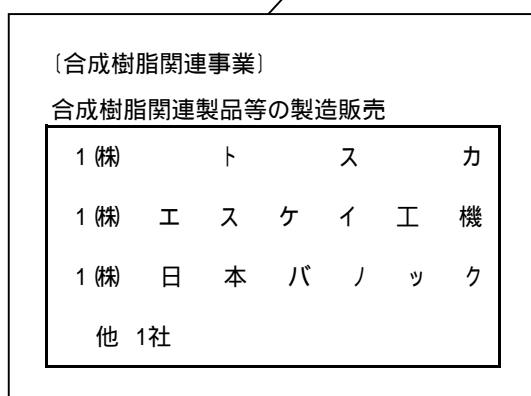 〔合成樹脂関連事業〕
合成樹脂関連製品等の製造販売
1 ㈱ トスカ
1 ㈱ エスケイ工機
1 ㈱ 日本バノック
他 1社